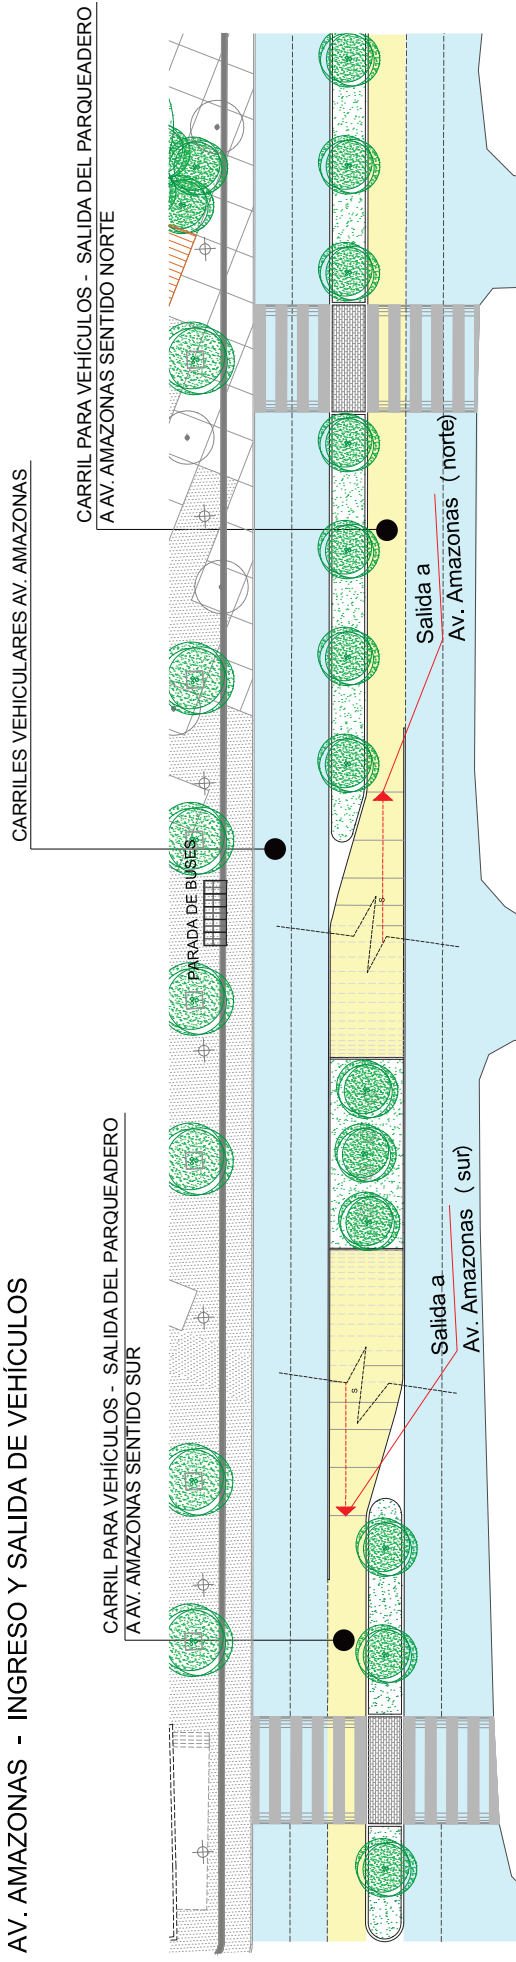 AV. AMAZONAS - INGRESO Y SALIDA DE VEHÍCULOS
CARRILES VEHICULARES AV. AMAZONAS
CARRIL PARA VEHÍCULOS - SALIDA DEL PARQUEADERO
A AV. AMAZONAS SENTIDO SUR
CARRIL PARA VEHÍCULOS - SALIDA DEL PARQUEADERO
A AV. AMAZONAS SENTIDO NORTE
PARADA DE BUSES
s
s
Salida a
Av. Amazonas ( norte)
Salida a
Av. Amazonas ( sur)